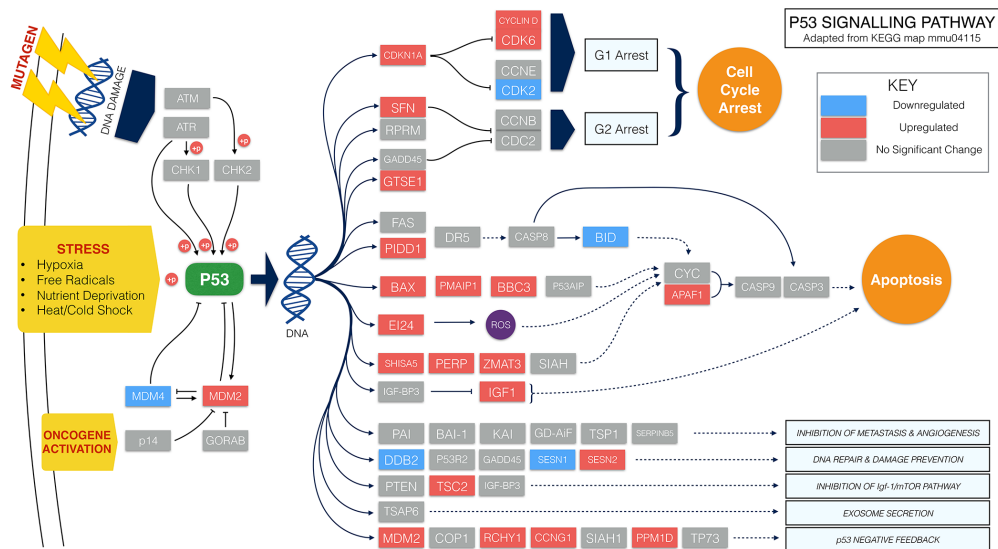 P53 SIGNALLING PATHWAY
Adapted from KEGG map mmu04115
KEY
Downregulated
Upregulated
No Significant Change
MUTAGEN
DNA DAMAGE
ATM
ATR
+p
+p
CHK1
CHK2
+p
+p
+p
+p
P53
STRESS
• Hypoxia
• Free Radicals
• Nutrient Deprivation
• Heat/Cold Shock
MDM4
MDM2
ONCOGENE
ACTIVATION
p14
GORAB
DNA
CDKN1A
CYCLIN D
CDK6
CCNE
CDK2
G1 Arrest
SFN
RPRM
CCNB
CDC2
G2 Arrest
Cell
Cycle
Arrest
GADD45
GTSE1
FAS
PIDD1
DR5
CASP8
BID
BAX
PMAIP1
BBC3
P53AIP
CYC
APAF1
CASP9
CASP3
Apoptosis
EI24
ROS
SHISA5
PERP
ZMAT3
SIAH
IGF-BP3
IGF1
PAI
BAI-1
KAI
GD-AiF
TSP1
SERPINB5
INHIBITION OF METASTASIS & ANGIOGENESIS
DDB2
P53R2
GADD45
SESN1
SESN2
DNA REPAIR & DAMAGE PREVENTION
PTEN
TSC2
IGF-BP3
INHIBITION OF Igf-1/mTOR PATHWAY
TSAP6
EXOSOME SECRETION
MDM2
COP1
RCHY1
CCNG1
SIAH1
PPM1D
TP73
p53 NEGATIVE FEEDBACK